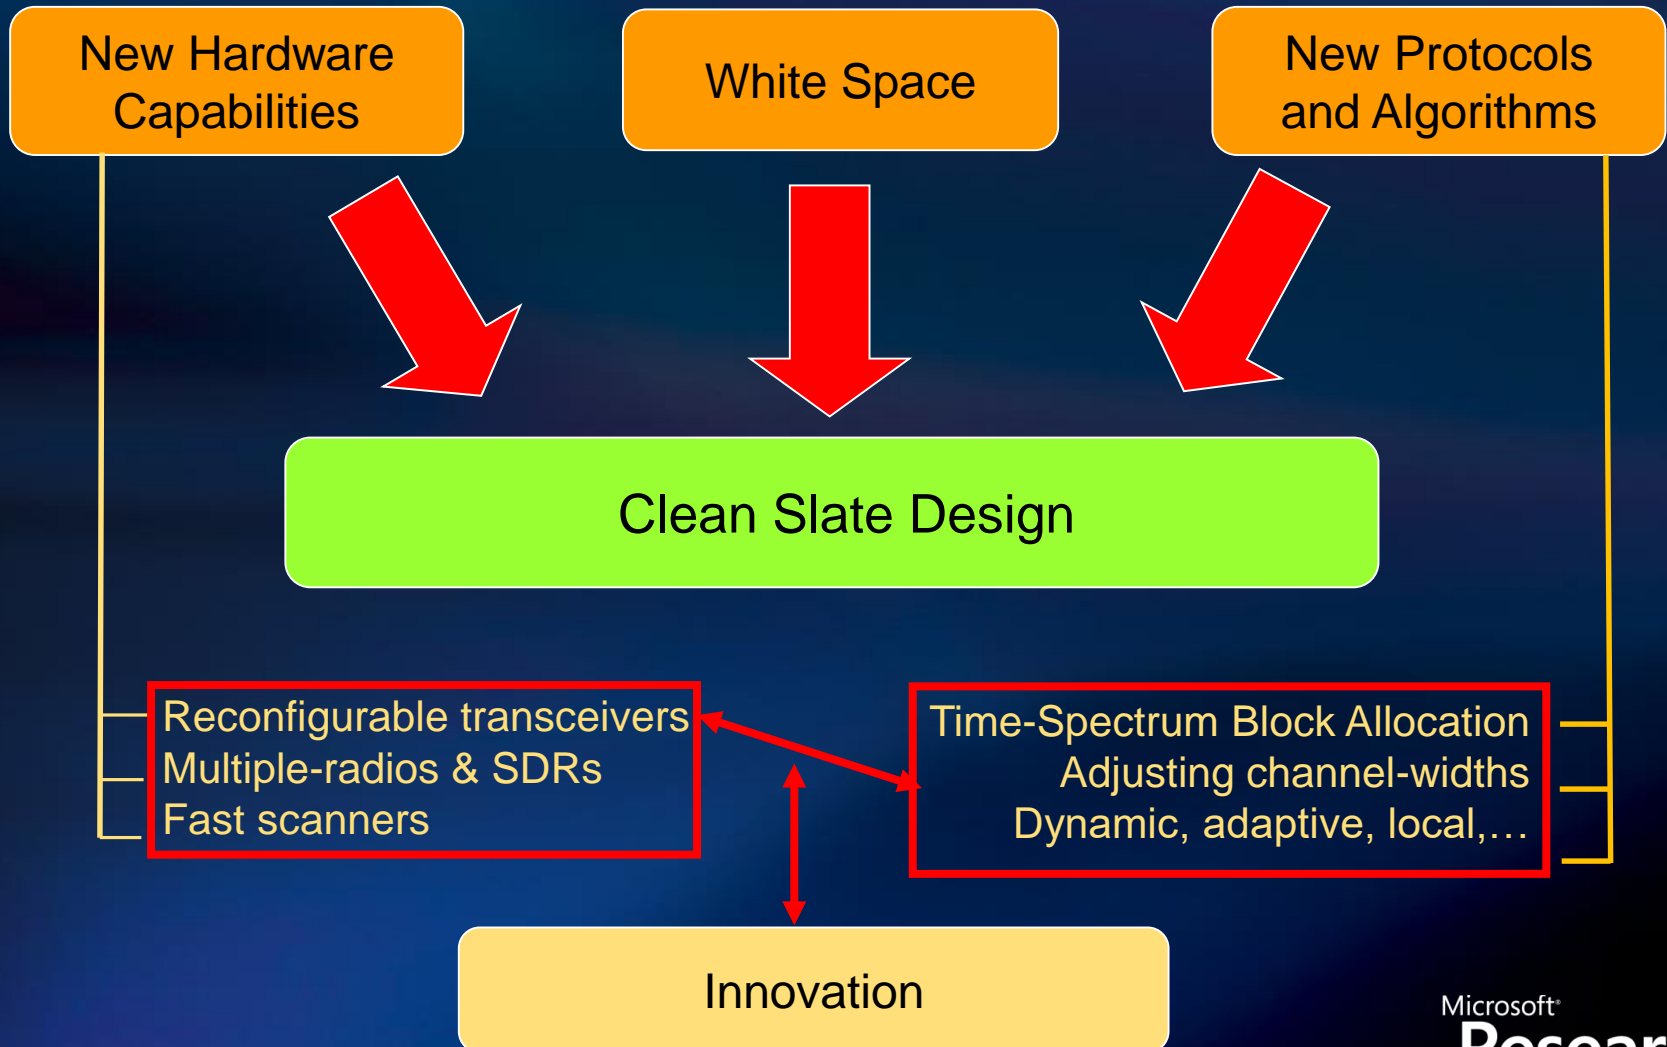 New Hardware
Capabilities
White Space
New Protocols
and Algorithms
Clean Slate Design
Reconfigurable transceivers
Multiple-radios & SDRs
Fast scanners
Time-Spectrum Block Allocation
Adjusting channel-widths
Dynamic, adaptive, local,…
Innovation
Microsoft®